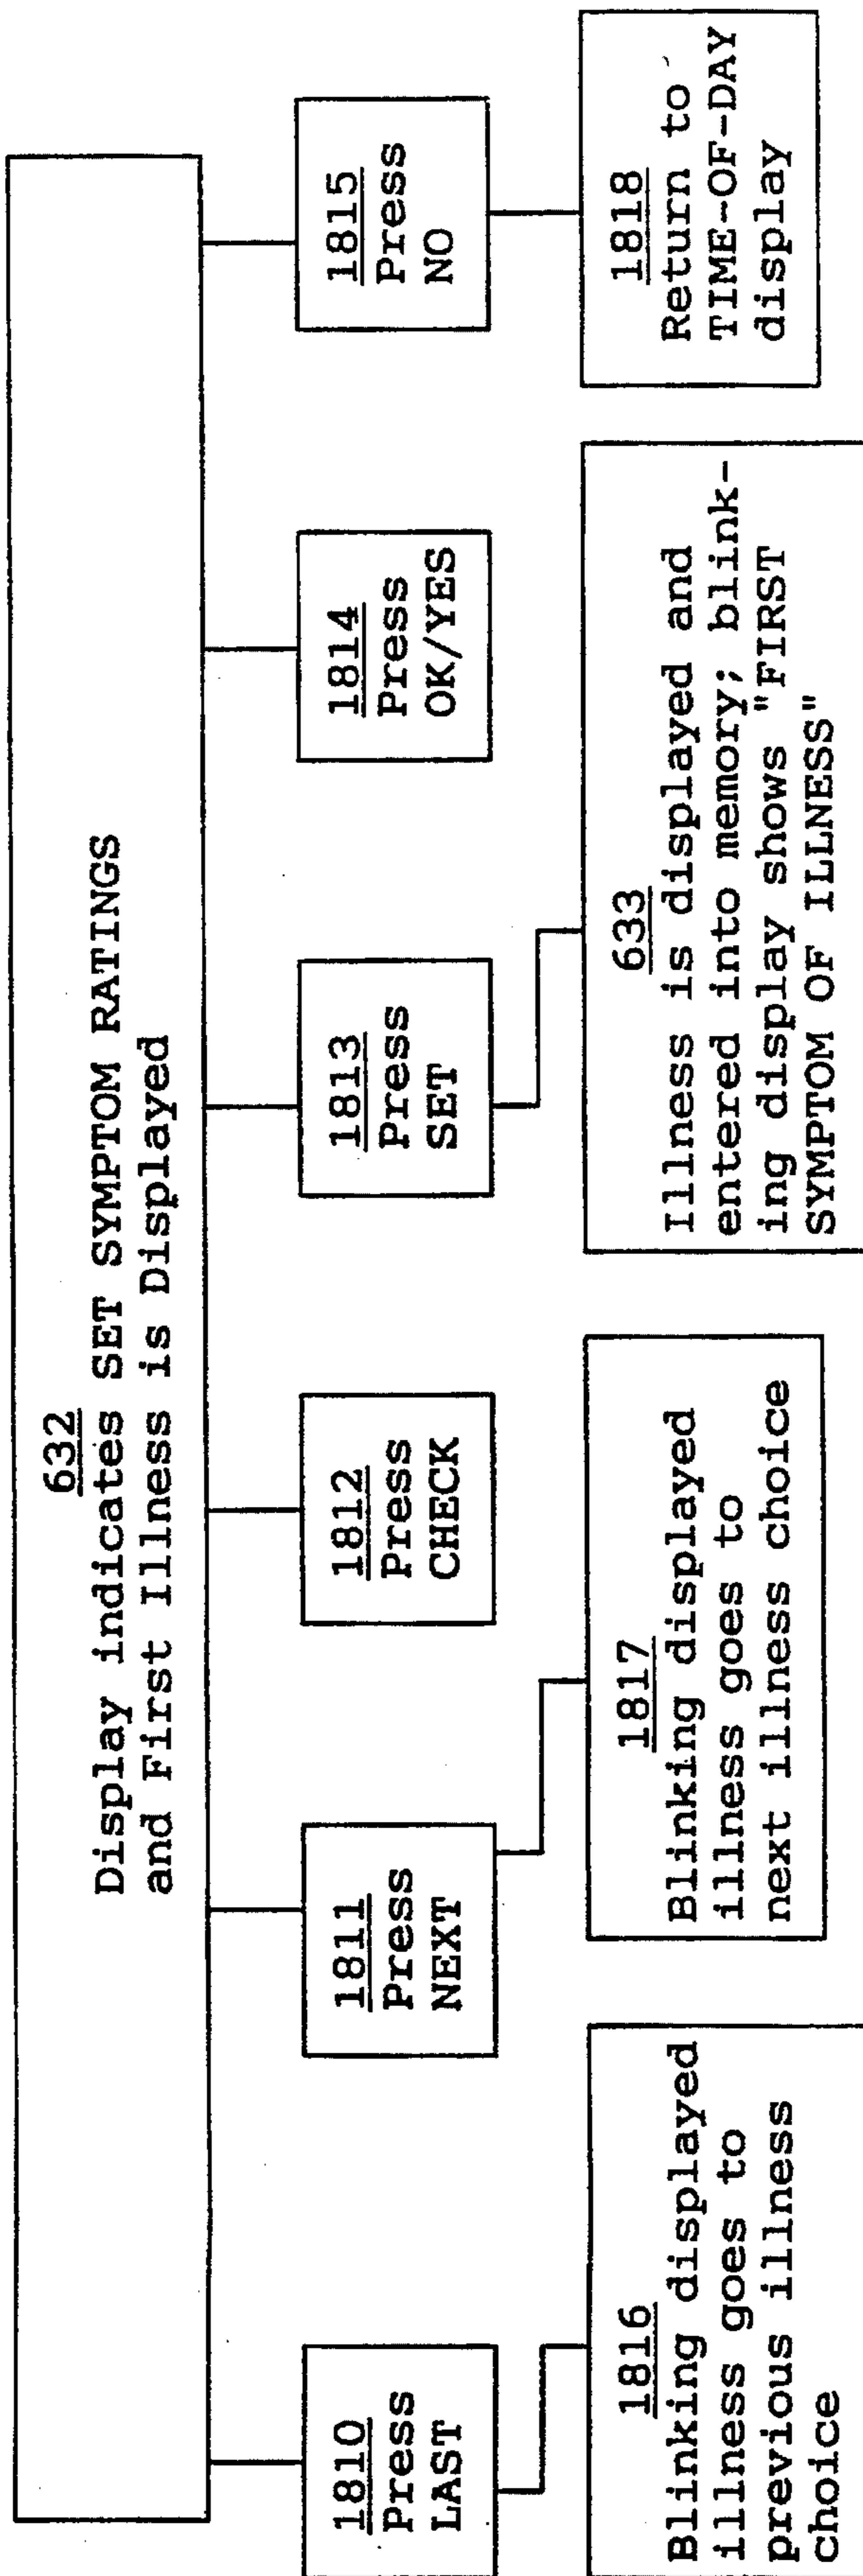 632
Display indicates SET SYMPTOM RATINGS
and First Illness is Displayed
1810
Press
LAST
1811
Press
NEXT
1812
Press
CHECK
1813
Press
SET
1814
Press
OK/YES
1815
Press
NO
1816
Blinking displayed
illness goes to
previous illness
choice
1817
Blinking displayed
illness goes to
next illness choice
633
Illness is displayed and
entered into memory; blink-
ing display shows "FIRST
SYMPTOM OF ILLNESS"
1818
Return to
TIME-OF-DAY
display